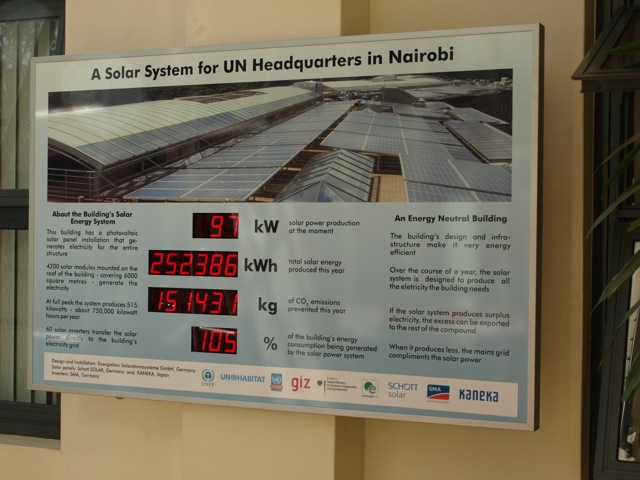 A Solar System for UN Headquarters in Nairobi
About the Building's Solar
Energy System
This building has a photovoltaic
solar panel installation that ge-
nerates electricity for the entire
structure
4200 solar modules mounted on the
roof of the building - covering 6000
square metres - generate the
electricity
At full peak the system produces 515
kilowatts - about 750,000 kilowatt
hours per year
60 solar inverters transfer the solar
power directly to the building's
electricity grid
97 kW solar power production
at the moment
252386 kWh total solar energy
produced this year
151431 kg of CO2 emissions
prevented this year
105 % of the building's energy
consumption being generated
by the solar power system
An Energy Neutral Building
The building's design and infra-
structure make it very energy
efficient
Over the course of a year, the solar
system is designed to produce all
the eletricity the building needs
If the solar system produces surplus
electricity, the excess can be exported
to the rest of the compound
When it produces less, the mains grid
compliments the solar power
Design and Installation: Energiebau Solarstromsysteme GmbH, Germany
Solar panels: Schott SOLAR, Germany and KANEKA, Japan
Inverters: SMA, Germany
UNEP
UN HABITAT
giz
SCHOTT
solar
SMA
Kaneka